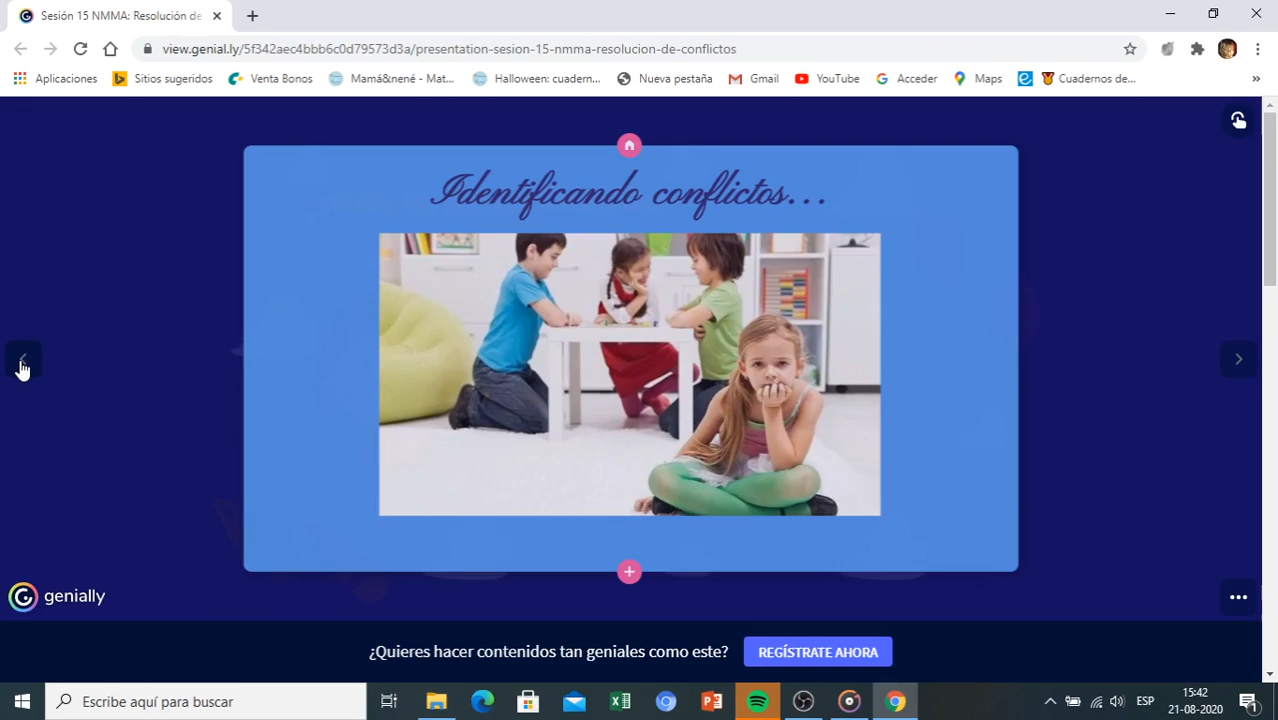 Sesión 15 NMMA: Resolución de
view.genial.ly/5f342aec4bbb6c0d79573d3a/presentation-sesion-15-nmma-resolucion-de-conflictos
Aplicaciones Sitios sugeridos Venta Bonos Mamá&nené - Mat... Halloween: cuadern... Nueva pestaña Gmail YouTube Acceder Maps Cuadernos de... »
Identificando conflictos...
genially
¿Quieres hacer contenidos tan geniales como este? REGÍSTRATE AHORA
Escribe aquí para buscar
ESP
15:42
21-08-2020
1